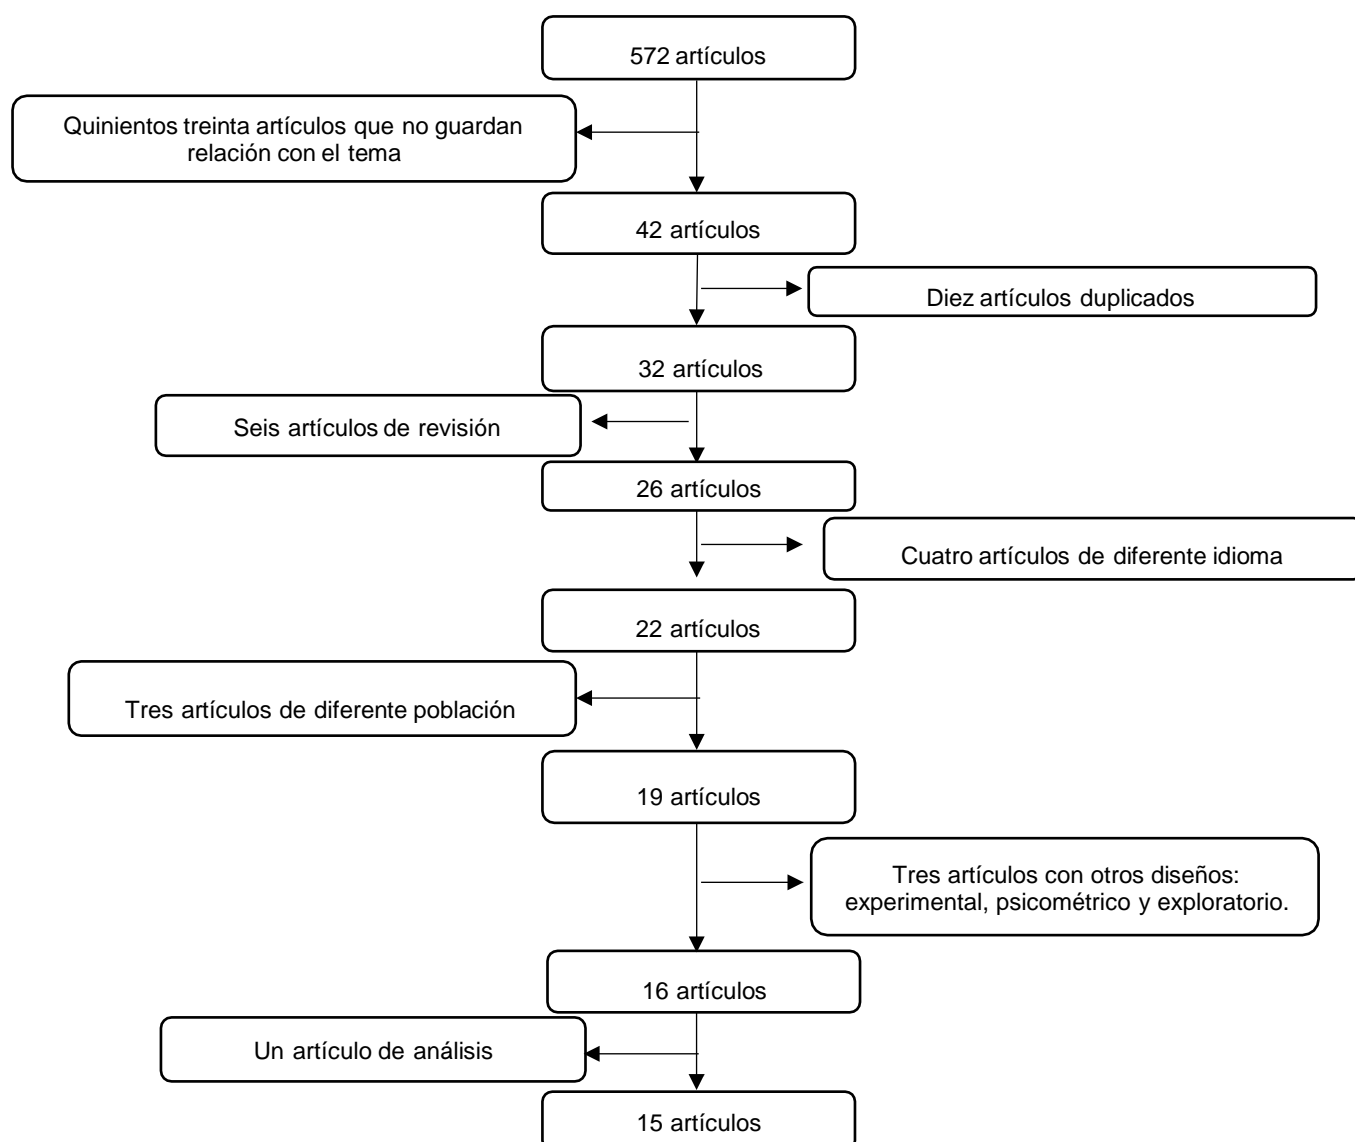 572 artículos
Quinientos treinta artículos que no guardan
relación con el tema
42 artículos
Diez artículos duplicados
32 artículos
Seis artículos de revisión
26 artículos
Cuatro artículos de diferente idioma
22 artículos
Tres artículos de diferente población
19 artículos
Tres artículos con otros diseños:
experimental, psicométrico y exploratorio.
16 artículos
Un artículo de análisis
15 artículos